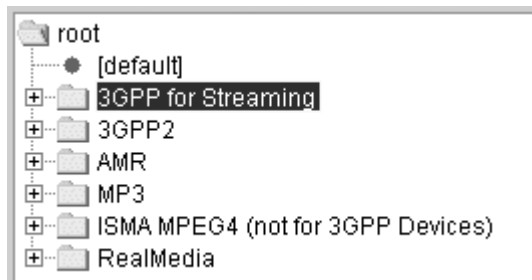 root
[default]
3GPP for Streaming
3GPP2
AMR
MP3
ISMA MPEG4 (not for 3GPP Devices)
RealMedia